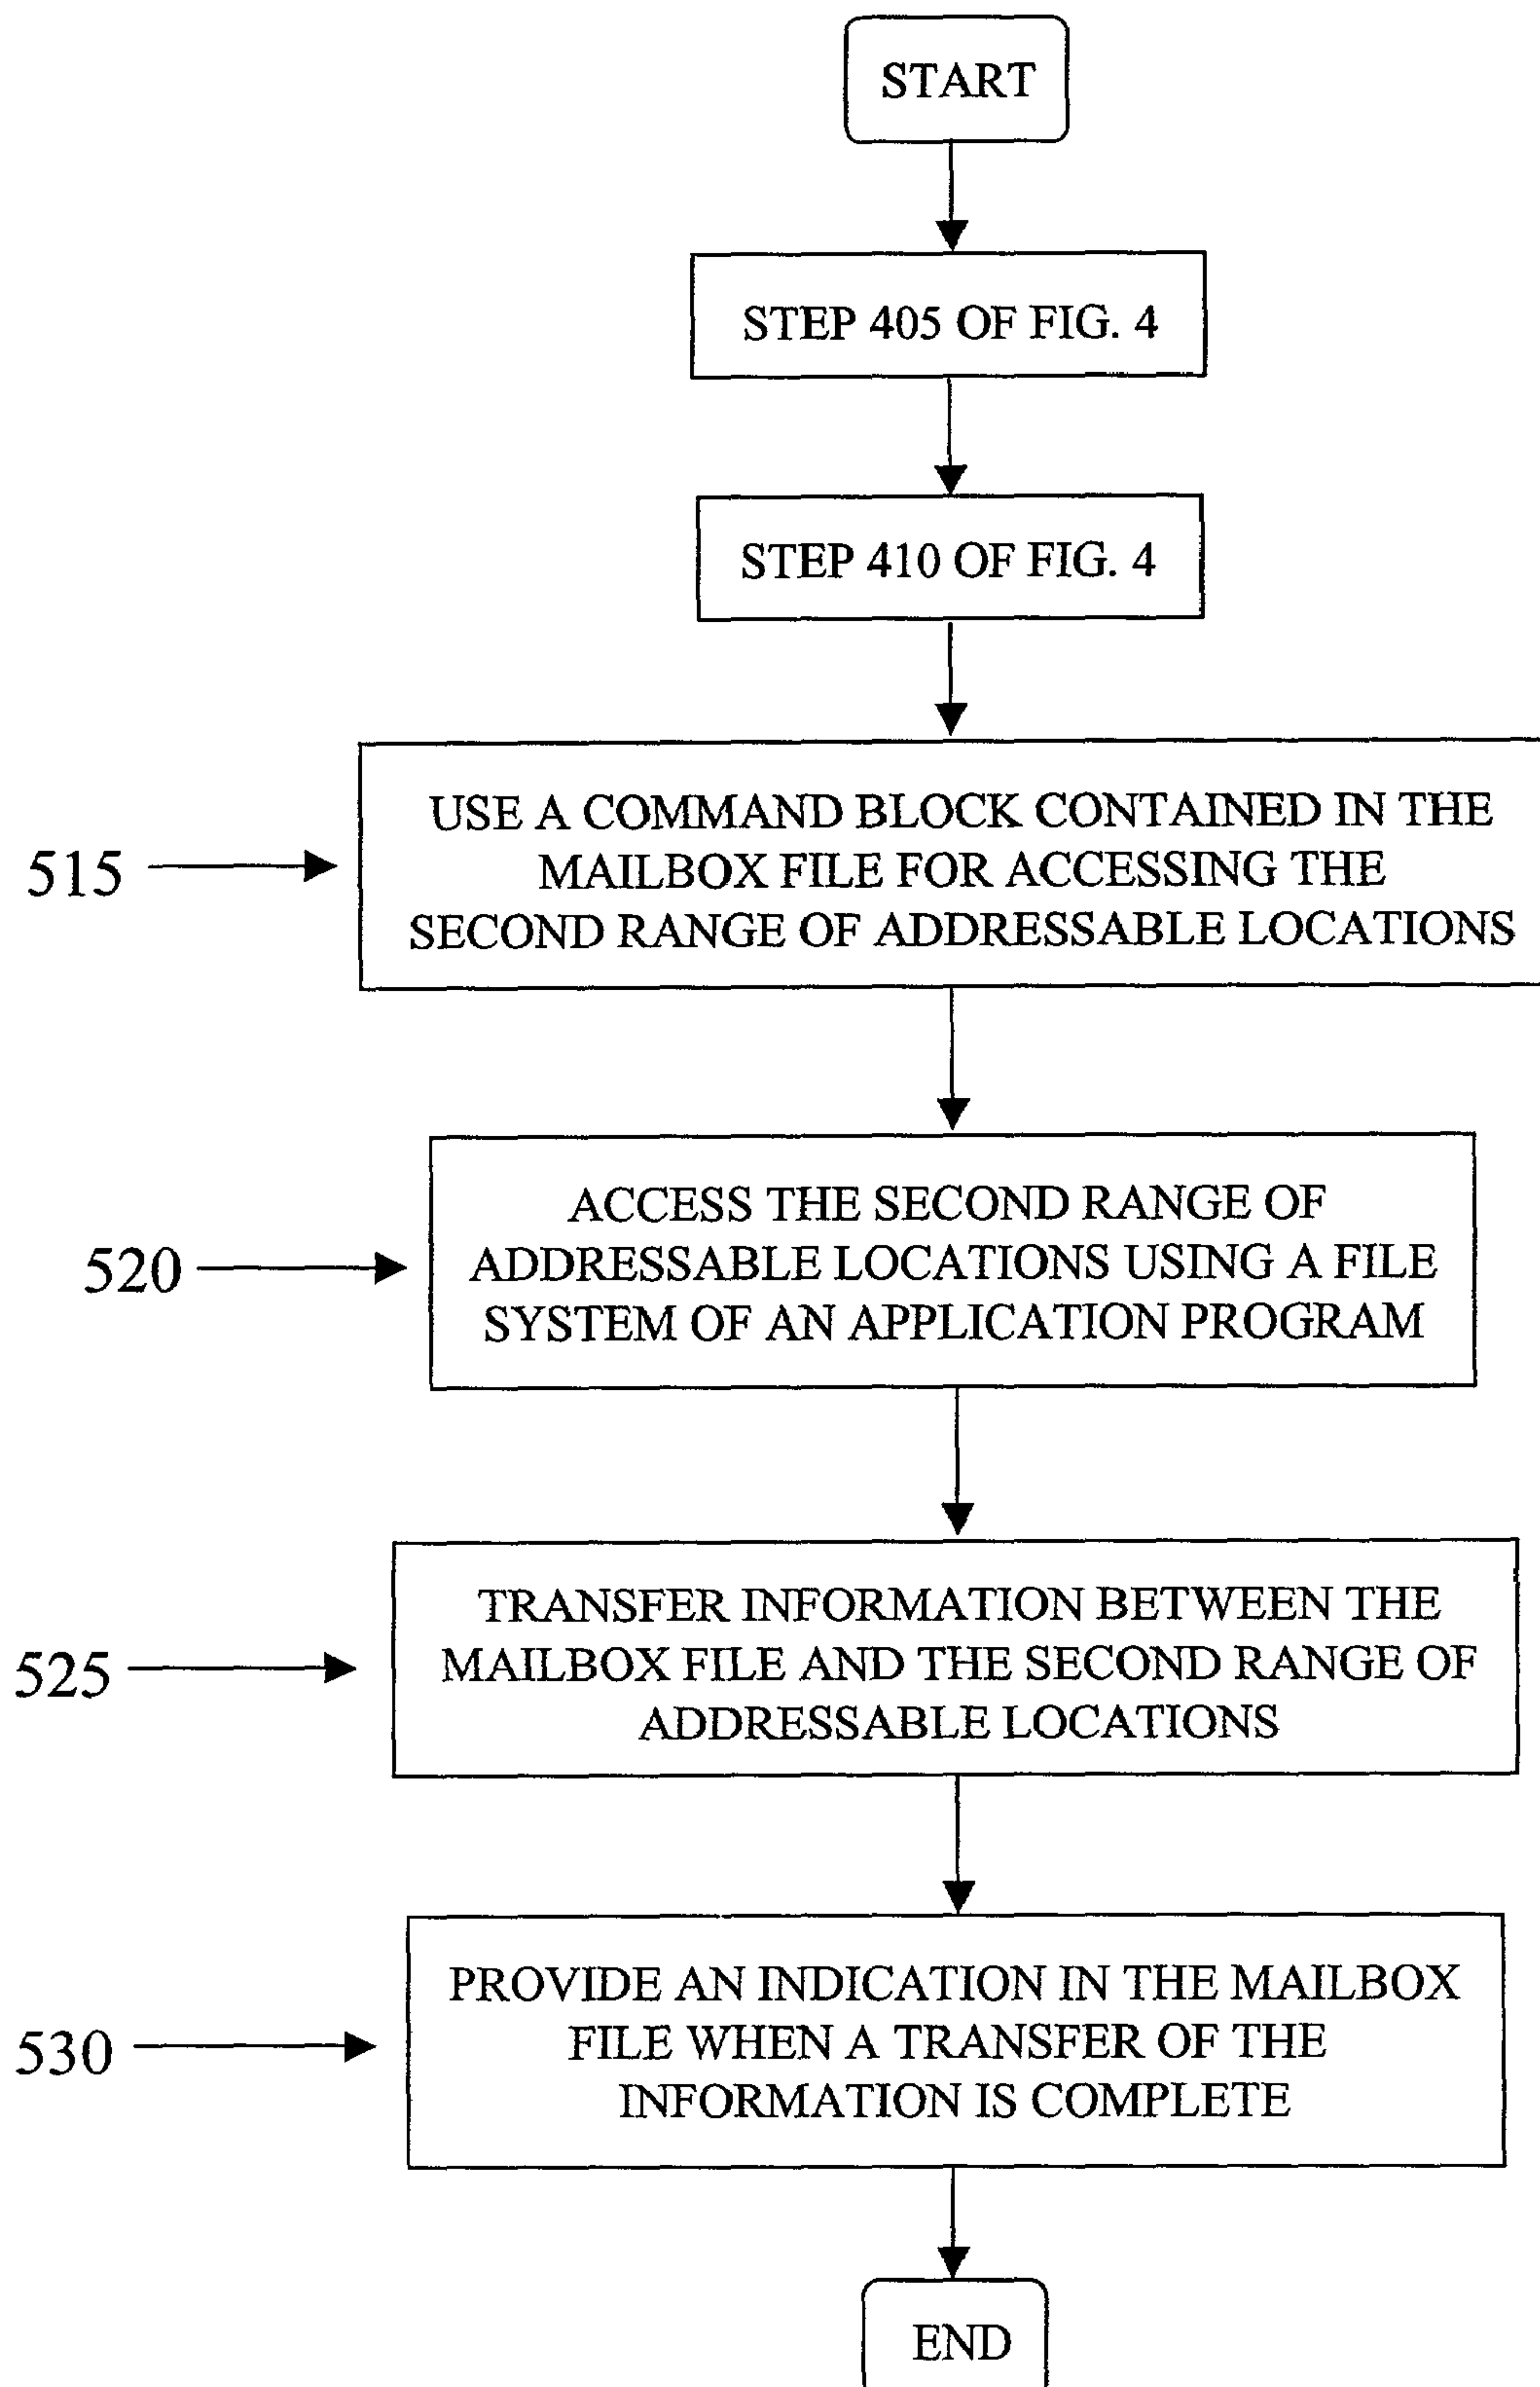 START
STEP 405 OF FIG. 4
STEP 410 OF FIG. 4
515
USE A COMMAND BLOCK CONTAINED IN THE
MAILBOX FILE FOR ACCESSING THE
SECOND RANGE OF ADDRESSABLE LOCATIONS
520
ACCESS THE SECOND RANGE OF
ADDRESSABLE LOCATIONS USING A FILE
SYSTEM OF AN APPLICATION PROGRAM
525
TRANSFER INFORMATION BETWEEN THE
MAILBOX FILE AND THE SECOND RANGE OF
ADDRESSABLE LOCATIONS
530
PROVIDE AN INDICATION IN THE MAILBOX
FILE WHEN A TRANSFER OF THE
INFORMATION IS COMPLETE
END